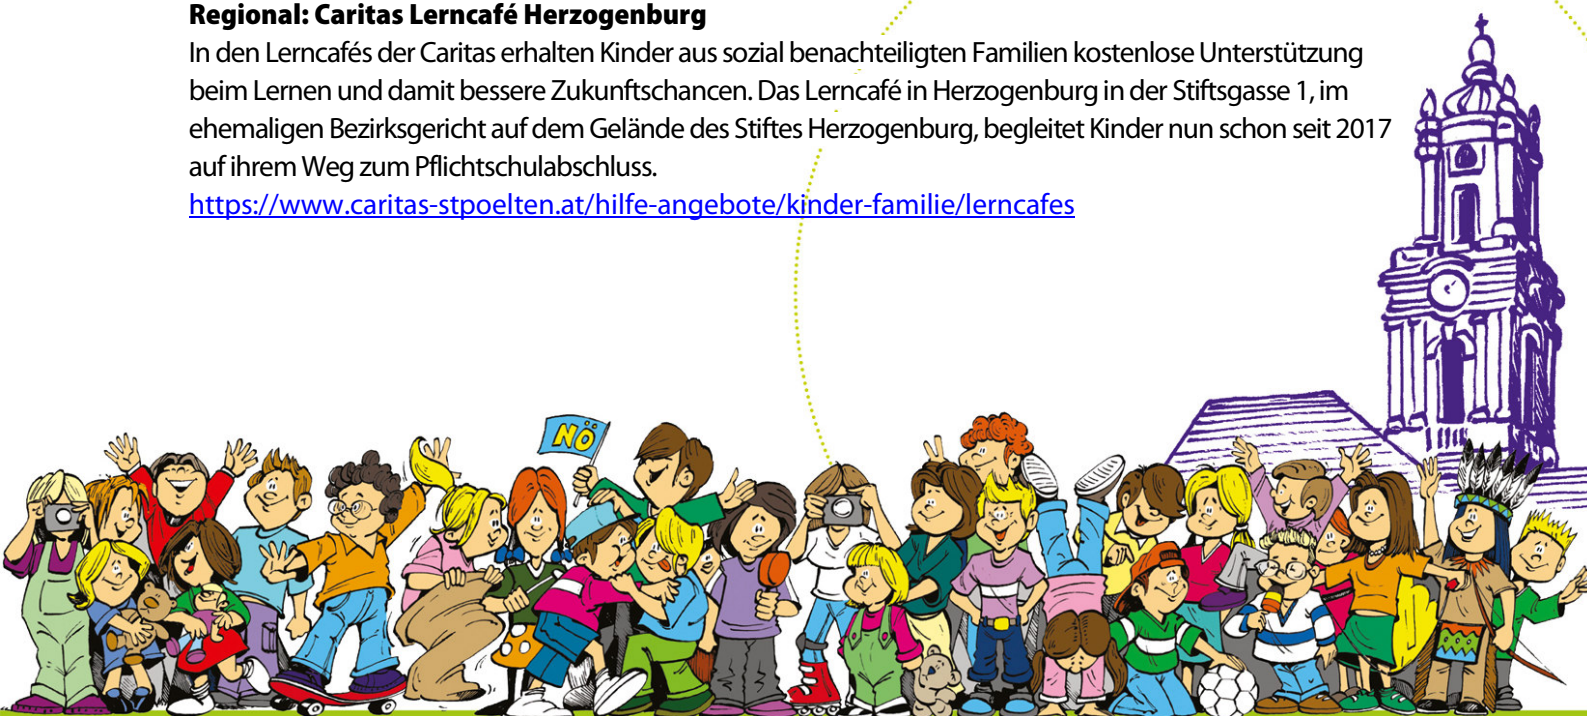 Regional: Caritas Lerncafé Herzogenburg
In den Lerncafés der Caritas erhalten Kinder aus sozial benachteiligten Familien kostenlose Unterstützung
beim Lernen und damit bessere Zukunftschancen. Das Lerncafé in Herzogenburg in der Stiftsgasse 1, im
ehemaligen Bezirksgericht auf dem Gelände des Stiftes Herzogenburg, begleitet Kinder nun schon seit 2017
auf ihrem Weg zum Pflichtschulabschluss.
https://www.caritas-stpoelten.at/hilfe-angebote/kinder-familie/lerncafes
NÖ